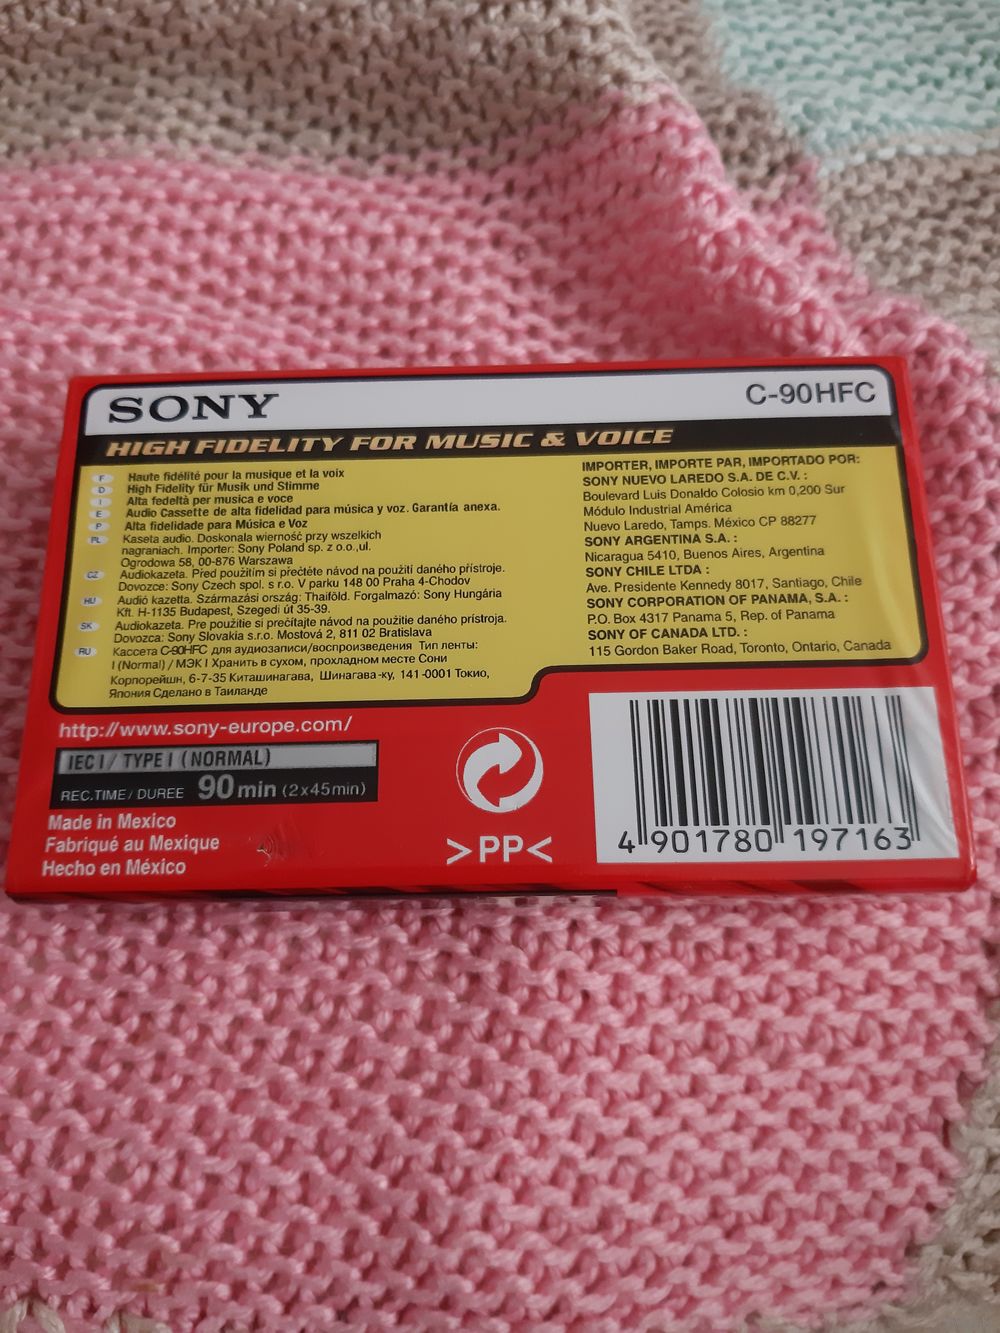 SONY
C-90HFC
HIGH FIDELITY FOR MUSIC & VOICE
F Haute fidélité pour la musique et la voix
D High Fidelity für Musik und Stimme
I Alta fedeltà per musica e voce
E Audio Cassette de alta fidelidad para música y voz. Garantía anexa.
P Alta fidelidade para Música e Voz
PL Kaseta audio. Doskonala wierność przy wszelkich
nagraniach. Importer: Sony Poland sp. z o.o.,ul.
Ogrodowa 58, 00-876 Warszawa
CZ Audiokazeta. Před použitím si přečtěte návod na použití daného přístroje.
Dovozce: Sony Czech spol. s r.o. V parku 148 00 Praha 4-Chodov
HU Audió kazetta. Származási ország: Thaiföld. Forgalmazó: Sony Hungária
Kft. H-1135 Budapest, Szegedi út 35-39.
SK Audiokazeta. Pre použitie si prečítajte návod na použitie daného prístroja.
Dovozca: Sony Slovakia s.r.o. Mostová 2, 811 02 Bratislava
RU Кассета C-90HFC для аудиозаписи/воспроизведения Тип ленты:
I (Normal) / МЭК I Хранить в сухом, прохладном месте Сони
Корпорейшн, 6-7-35 Киташинагава, Шинагава-ку, 141-0001 Токио,
Япония Сделано в Таиланде
IMPORTER, IMPORTE PAR, IMPORTADO POR:
SONY NUEVO LAREDO S.A. DE C.V. :
Boulevard Luis Donaldo Colosio km 0,200 Sur
Módulo Industrial América
Nuevo Laredo, Tamps. México CP 88277
SONY ARGENTINA S.A. :
Nicaragua 5410, Buenos Aires, Argentina
SONY CHILE LTDA :
Ave. Presidente Kennedy 8017, Santiago, Chile
SONY CORPORATION OF PANAMA, S.A. :
P.O. Box 4317 Panama 5, Rep. of Panama
SONY OF CANADA LTD. :
115 Gordon Baker Road, Toronto, Ontario, Canada
http://www.sony-europe.com/
IEC I / TYPE I (NORMAL)
REC.TIME/DUREE 90 min (2x45min)
Made in Mexico
Fabriqué au Mexique
Hecho en México
>PP<
4 901780 197163